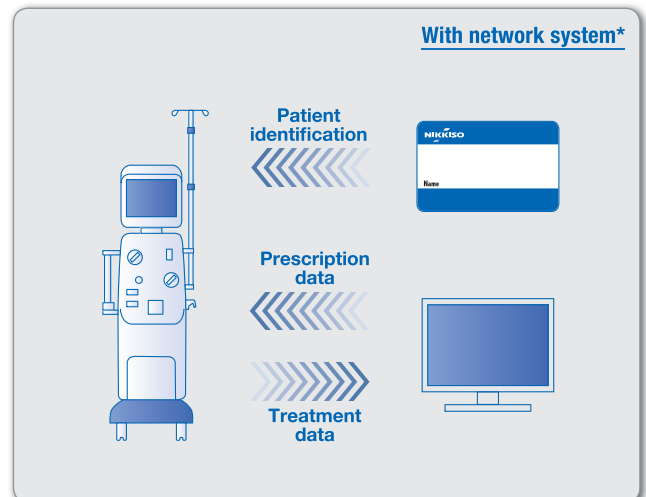 With network system*
Patient
identification
NIKKISO
Name
Prescription
data
Treatment
data